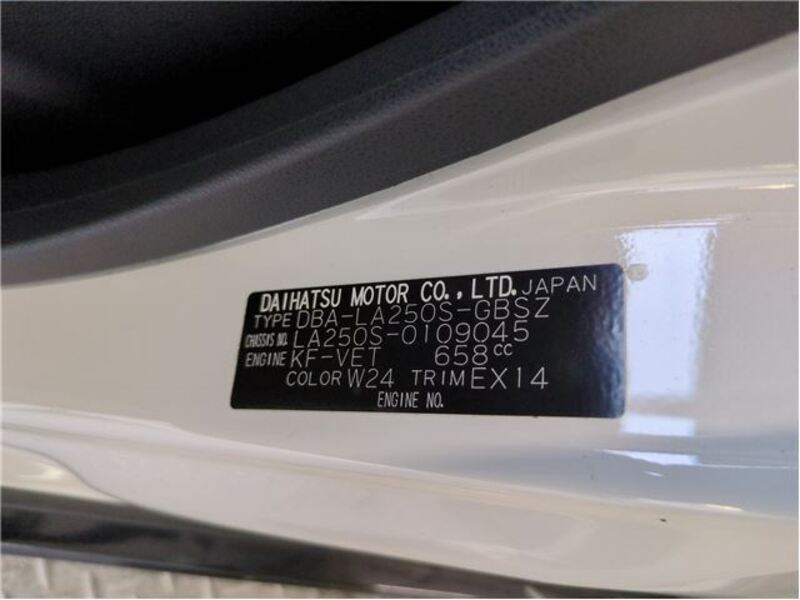 DAIHATSU MOTOR CO., LTD. JAPAN
TYPE DBA-LA250S-GBSZ
CHASSIS NO. LA250S-0109045
ENGINE KF-VET 658cc
COLOR W24 TRIM EX14
ENGINE NO.